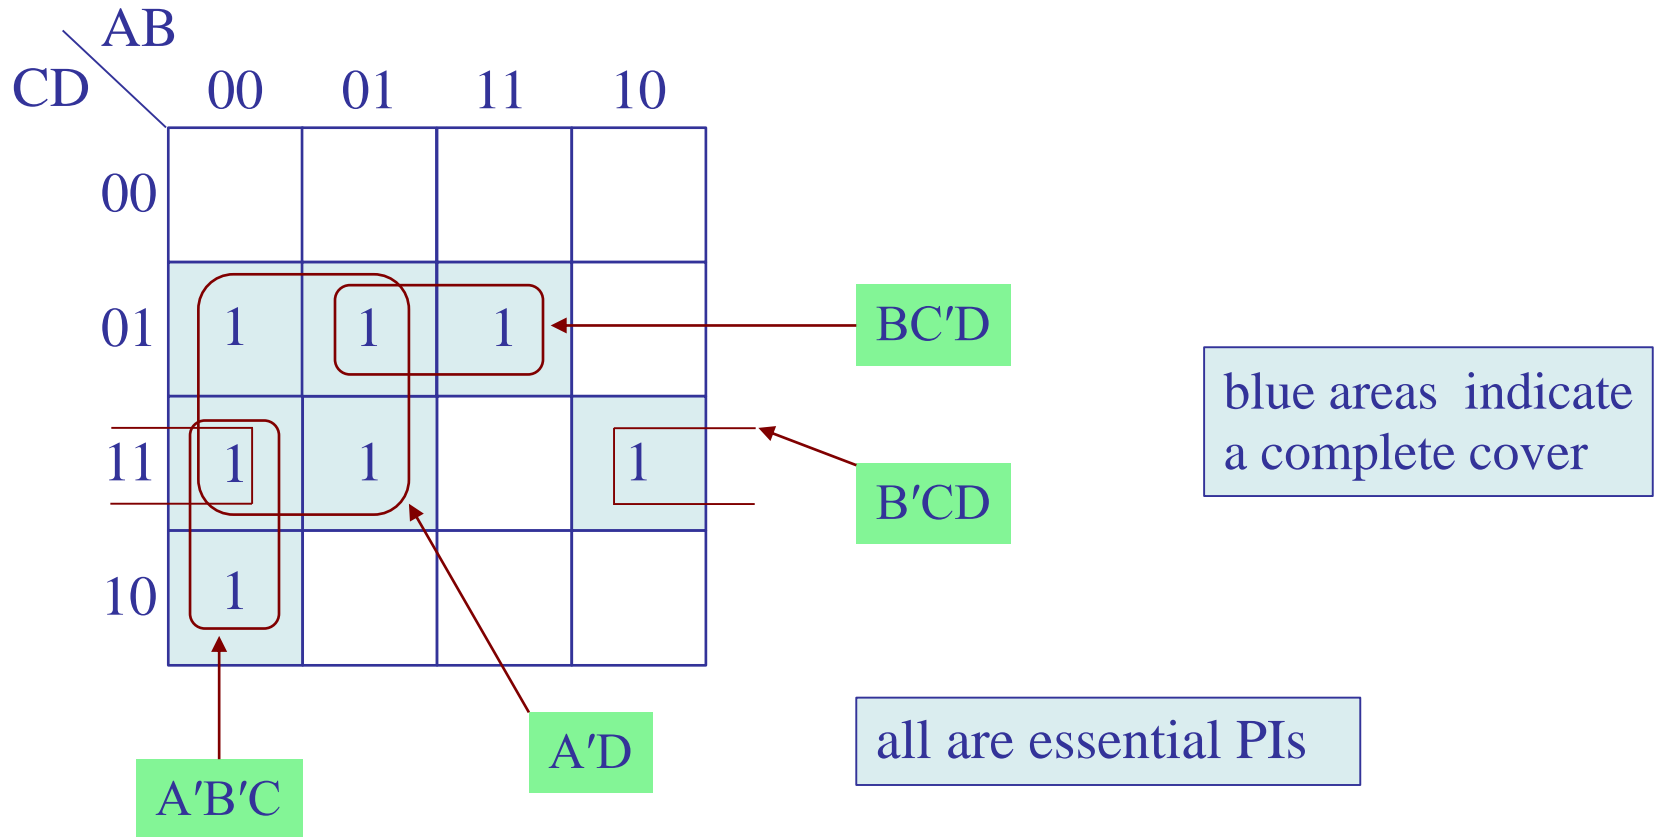 AB
CD 00 01 11 10
00
01 1 1 1
BC′D
blue areas indicate
a complete cover
11 1 1 1
B′CD
10 1
all are essential PIs
A′D
A′B′C